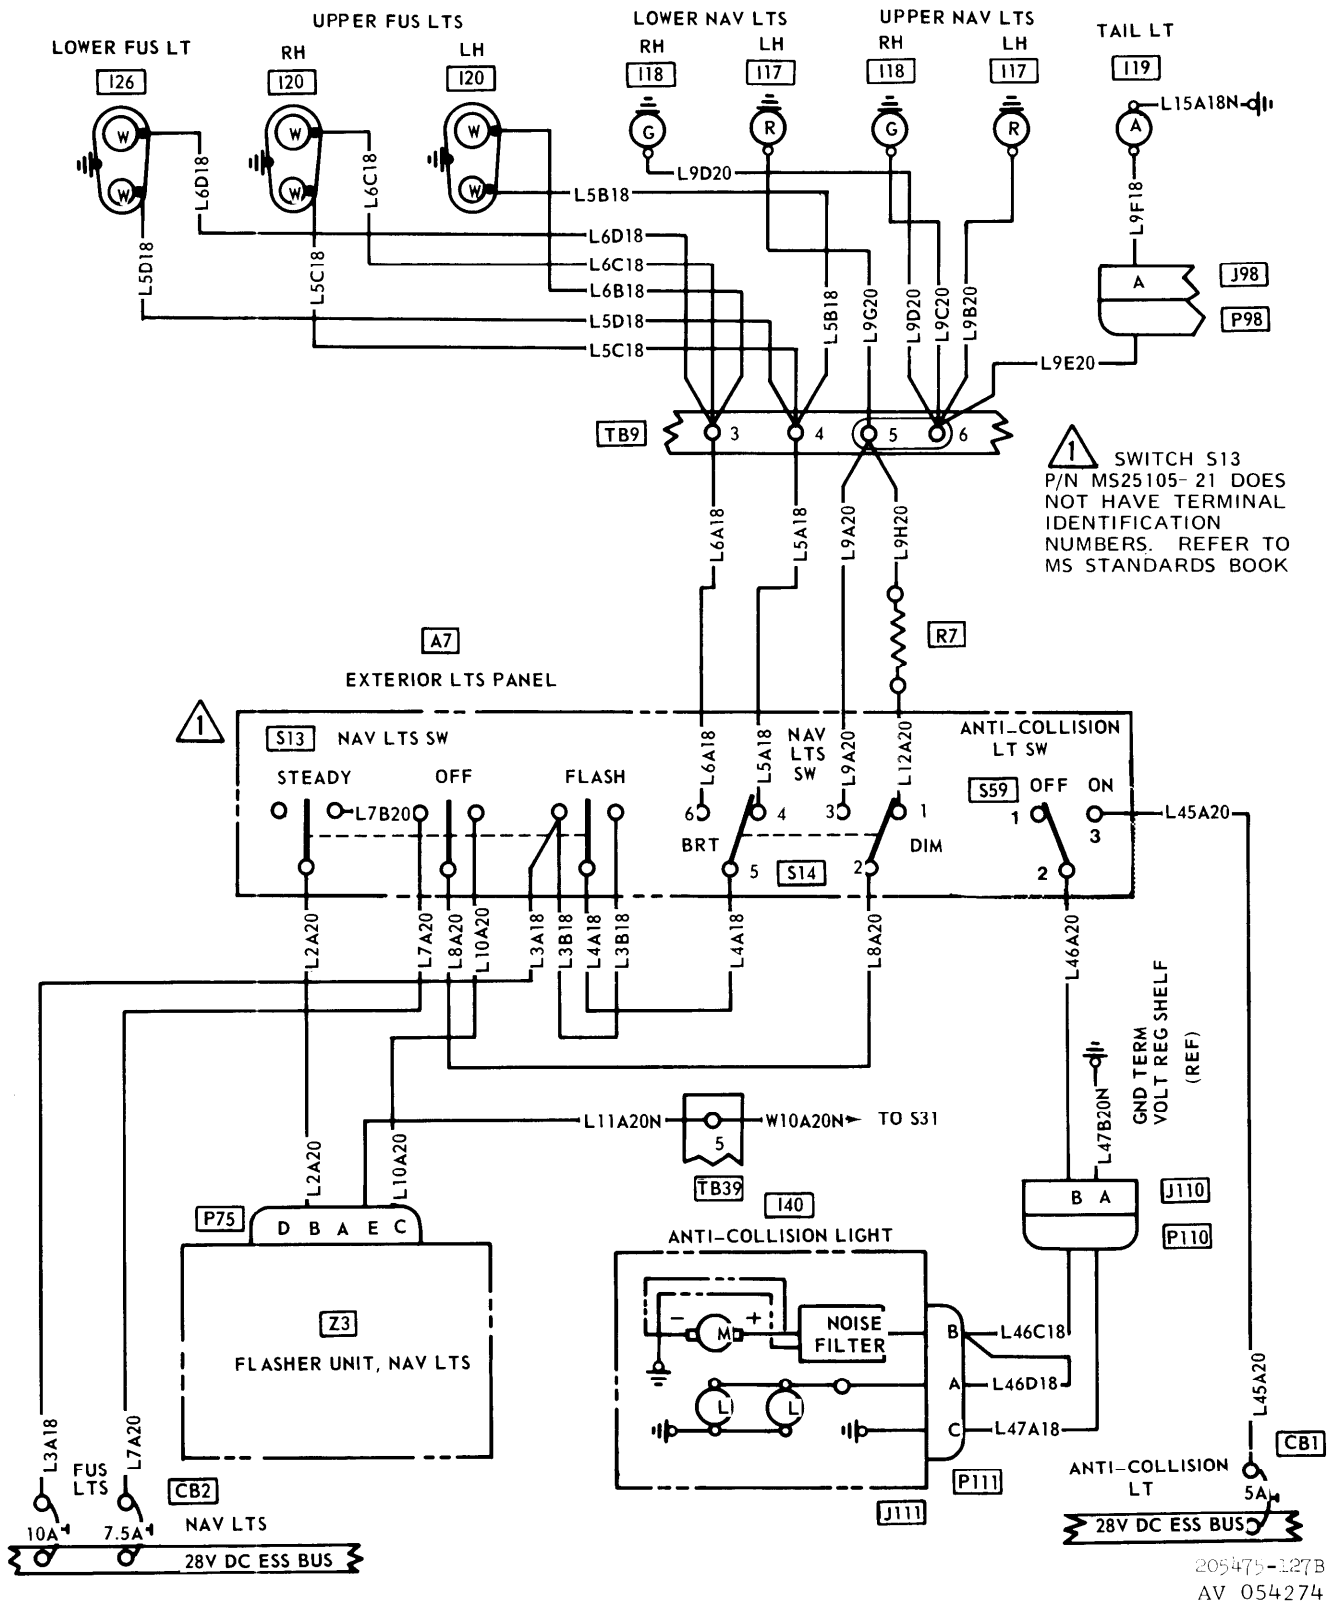 LOWER FUS LT
UPPER FUS LTS
LOWER NAV LTS
UPPER NAV LTS
TAIL LT
RH
LH
RH
LH
RH
LH
I26
I20
I20
I18
I17
I18
I17
I19
W
W
W
W
W
W
G
R
G
R
A
L15A18N
L6D18
L6C18
L9D20
L9F18
L5B18
L5D18
L5C18
L6D18
L6C18
L6B18
L5D18
L5C18
L5B18
L9G20
L9D20
L9C20
L9B20
A
J98
P98
L9E20
TB9
3
4
5
6
1
SWITCH S13
P/N MS25105-21 DOES
NOT HAVE TERMINAL
IDENTIFICATION
NUMBERS. REFER TO
MS STANDARDS BOOK
L6A18
L5A18
L9A20
L9H20
R7
A7
EXTERIOR LTS PANEL
1
S13
NAV LTS SW
STEADY
OFF
FLASH
L7B20
L6A18
L5A18
NAV
LTS
SW
L9A20
L12A20
ANTI-COLLISION
LT SW
S59
OFF
ON
6
4
3
1
1
3
BRT
DIM
5
S14
2
2
L45A20
L2A20
L7A20
L8A20
L10A20
L3A18
L3B18
L4A18
L3B18
L4A18
L8A20
L46A20
GND TERM
VOLT REG SHELF
(REF)
L47B20N
L11A20N
5
W10A20N
TO S31
TB39
L2A20
L10A20
P75
D B A E C
Z3
FLASHER UNIT, NAV LTS
I40
ANTI-COLLISION LIGHT
B A
J110
P110
-
M
+
NOISE
FILTER
B
L46C18
A
L46D18
L
L
C
L47A18
P111
J111
L45A20
L3A18
L7A20
FUS
LTS
CB2
10A
7.5A
NAV LTS
28V DC ESS BUS
CB1
ANTI-COLLISION
LT
5A
28V DC ESS BUS
205475-127B
AV 054274